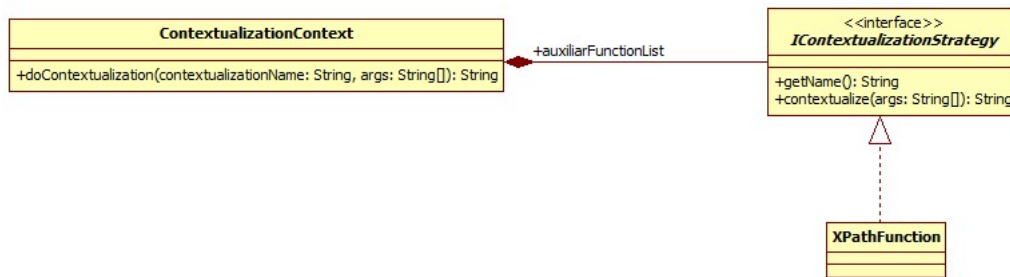 ContextualizationContext
+doContextualization(contextualizationName: String, args: String[]): String
+auxiliarFunctionList
<<interface>>
IContextualizationStrategy
+getName(): String
+contextualize(args: String[]): String
XPathFunction